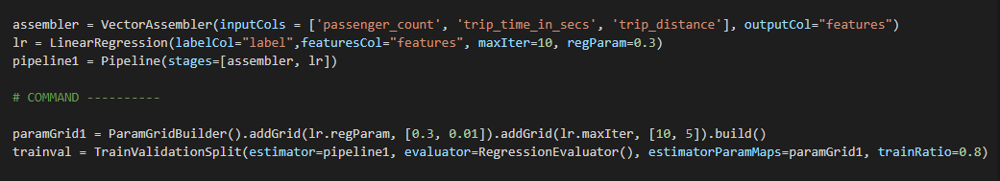 assembler = VectorAssembler(inputCols = ['passenger_count', 'trip_time_in_secs', 'trip_distance'], outputCol="features")
lr = LinearRegression(labelCol="label",featuresCol="features", maxIter=10, regParam=0.3)
pipeline1 = Pipeline(stages=[assembler, lr])
# COMMAND ----------
paramGrid1 = ParamGridBuilder().addGrid(lr.regParam, [0.3, 0.01]).addGrid(lr.maxIter, [10, 5]).build()
trainval = TrainValidationSplit(estimator=pipeline1, evaluator=RegressionEvaluator(), estimatorParamMaps=paramGrid1, trainRatio=0.8)